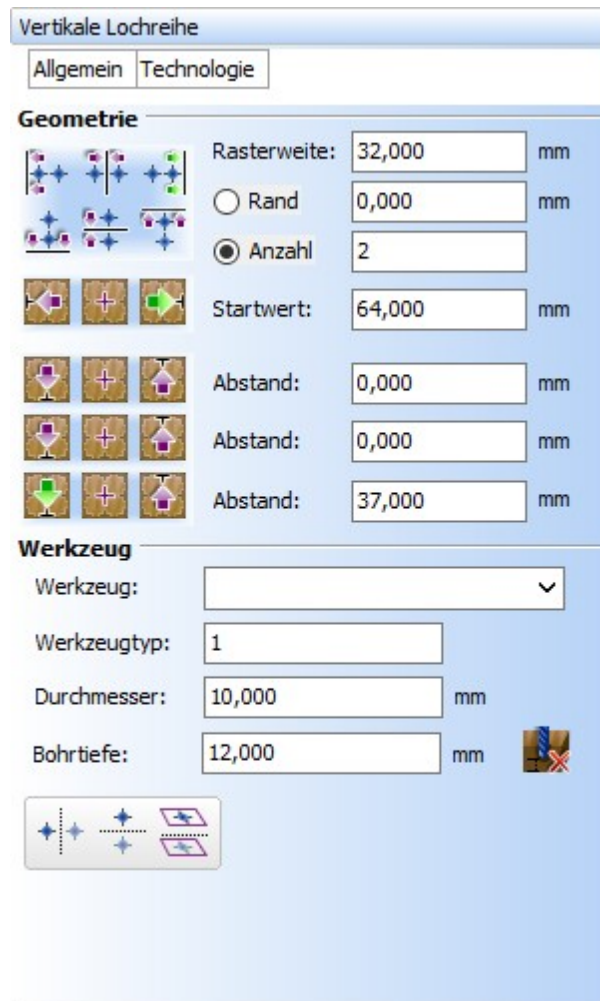 Vertikale Lochreihe
Allgemein Technologie
Geometrie
Rasterweite: 32,000 mm
Rand 0,000 mm
Anzahl 2
Startwert: 64,000 mm
Abstand: 0,000 mm
Abstand: 0,000 mm
Abstand: 37,000 mm
Werkzeug
Werkzeug:
Werkzeugtyp: 1
Durchmesser: 10,000 mm
Bohrtiefe: 12,000 mm